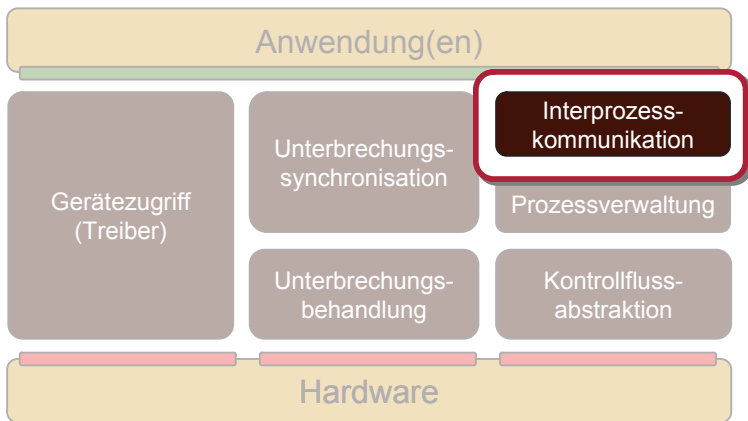 Anwendung(en)
Gerätezugriff
(Treiber)
Unterbrechungs-
synchronisation
Interprozess-
kommunikation
Prozessverwaltung
Unterbrechungs-
behandlung
Kontrollfluss-
abstraktion
Hardware